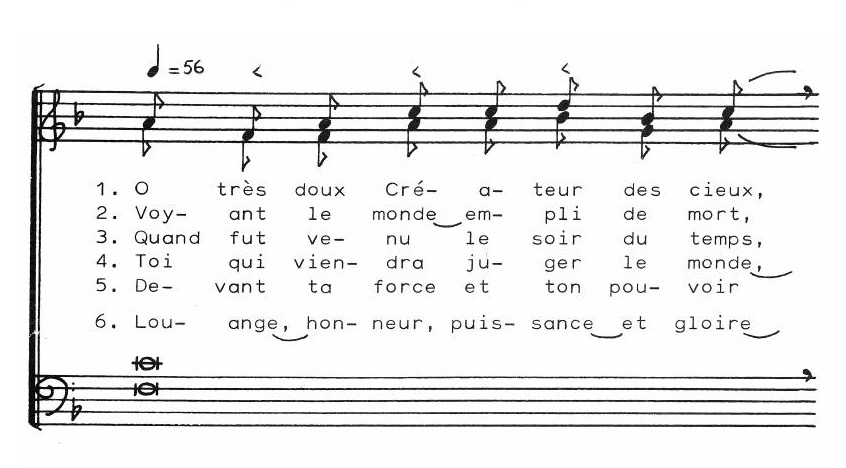 ♩ = 56
1. O très doux Cré- a- teur des cieux,
2. Voy- ant le monde em- pli de mort,
3. Quand fut ve- nu le soir du temps,
4. Toi qui vien- dra ju- ger le monde,
5. De- vant ta force et ton pou- voir
6. Lou- ange, hon- neur, puis- sance et gloire